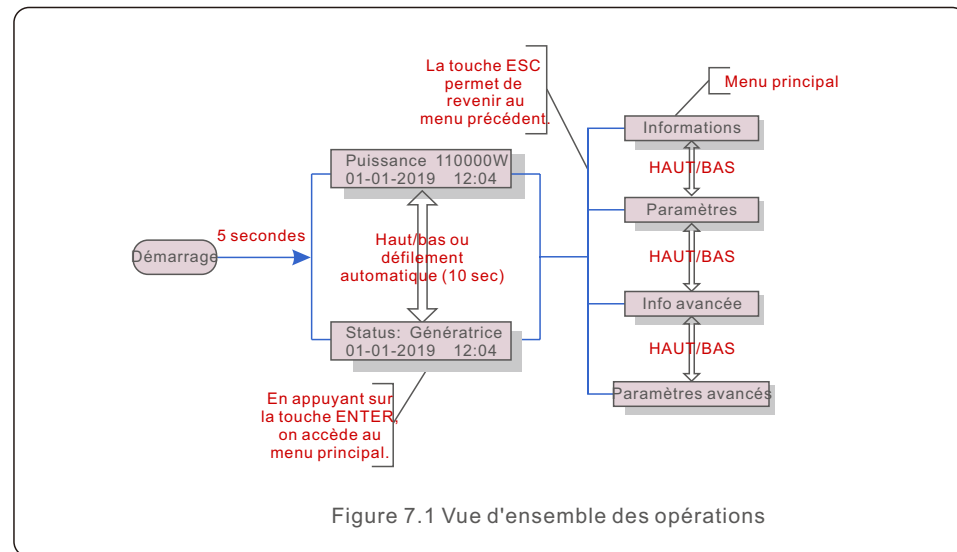 La touche ESC
permet de
revenir au
menu précédent.
Menu principal
Informations
HAUT/BAS
Paramètres
HAUT/BAS
Info avancée
HAUT/BAS
Paramètres avancés
Puissance 110000W
01-01-2019 12:04
5 secondes
Démarrage
Haut/bas ou
défilement
automatique (10 sec)
Status: Génératrice
01-01-2019 12:04
En appuyant sur
la touche ENTER,
on accède au
menu principal.
Figure 7.1 Vue d'ensemble des opérations